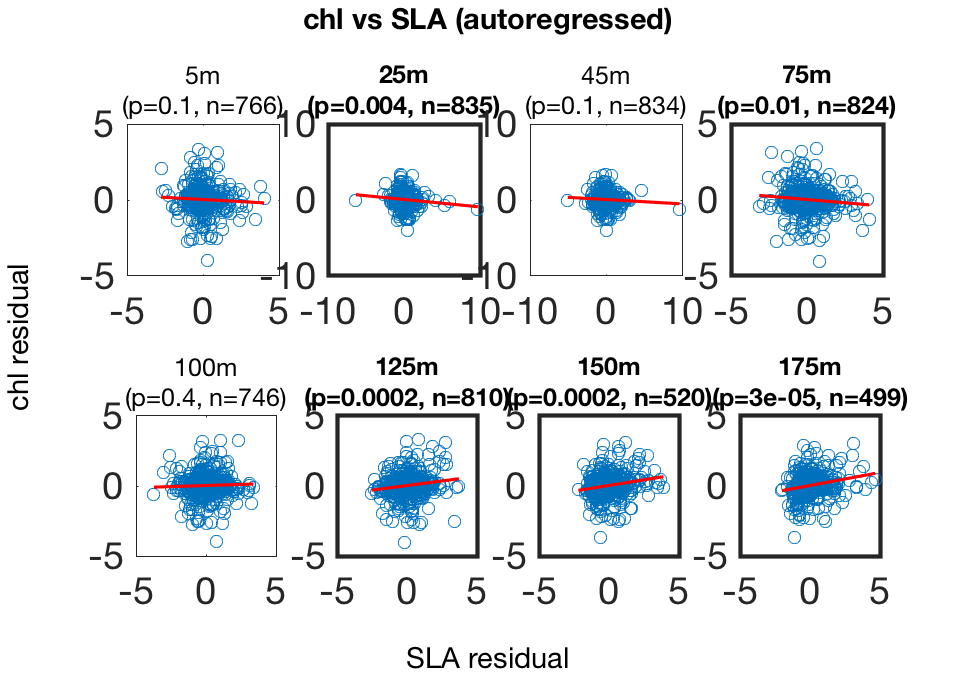 chl vs SLA (autoregressed)
5m
(p=0.1, n=766)
25m
(p=0.004, n=835)
45m
(p=0.1, n=834)
75m
(p=0.01, n=824)
5
0
-5
-5 0 5
10
0
-10
-10 0 10
10
0
-10
-10 0 10
5
0
-5
-5 0 5
chl residual
100m
(p=0.4, n=746)
125m
(p=0.0002, n=810)
150m
(p=0.0002, n=520)
175m
(p=3e-05, n=499)
5
0
-5
-5 0 5
5
0
-5
-5 0 5
5
0
-5
-5 0 5
5
0
-5
-5 0 5
SLA residual